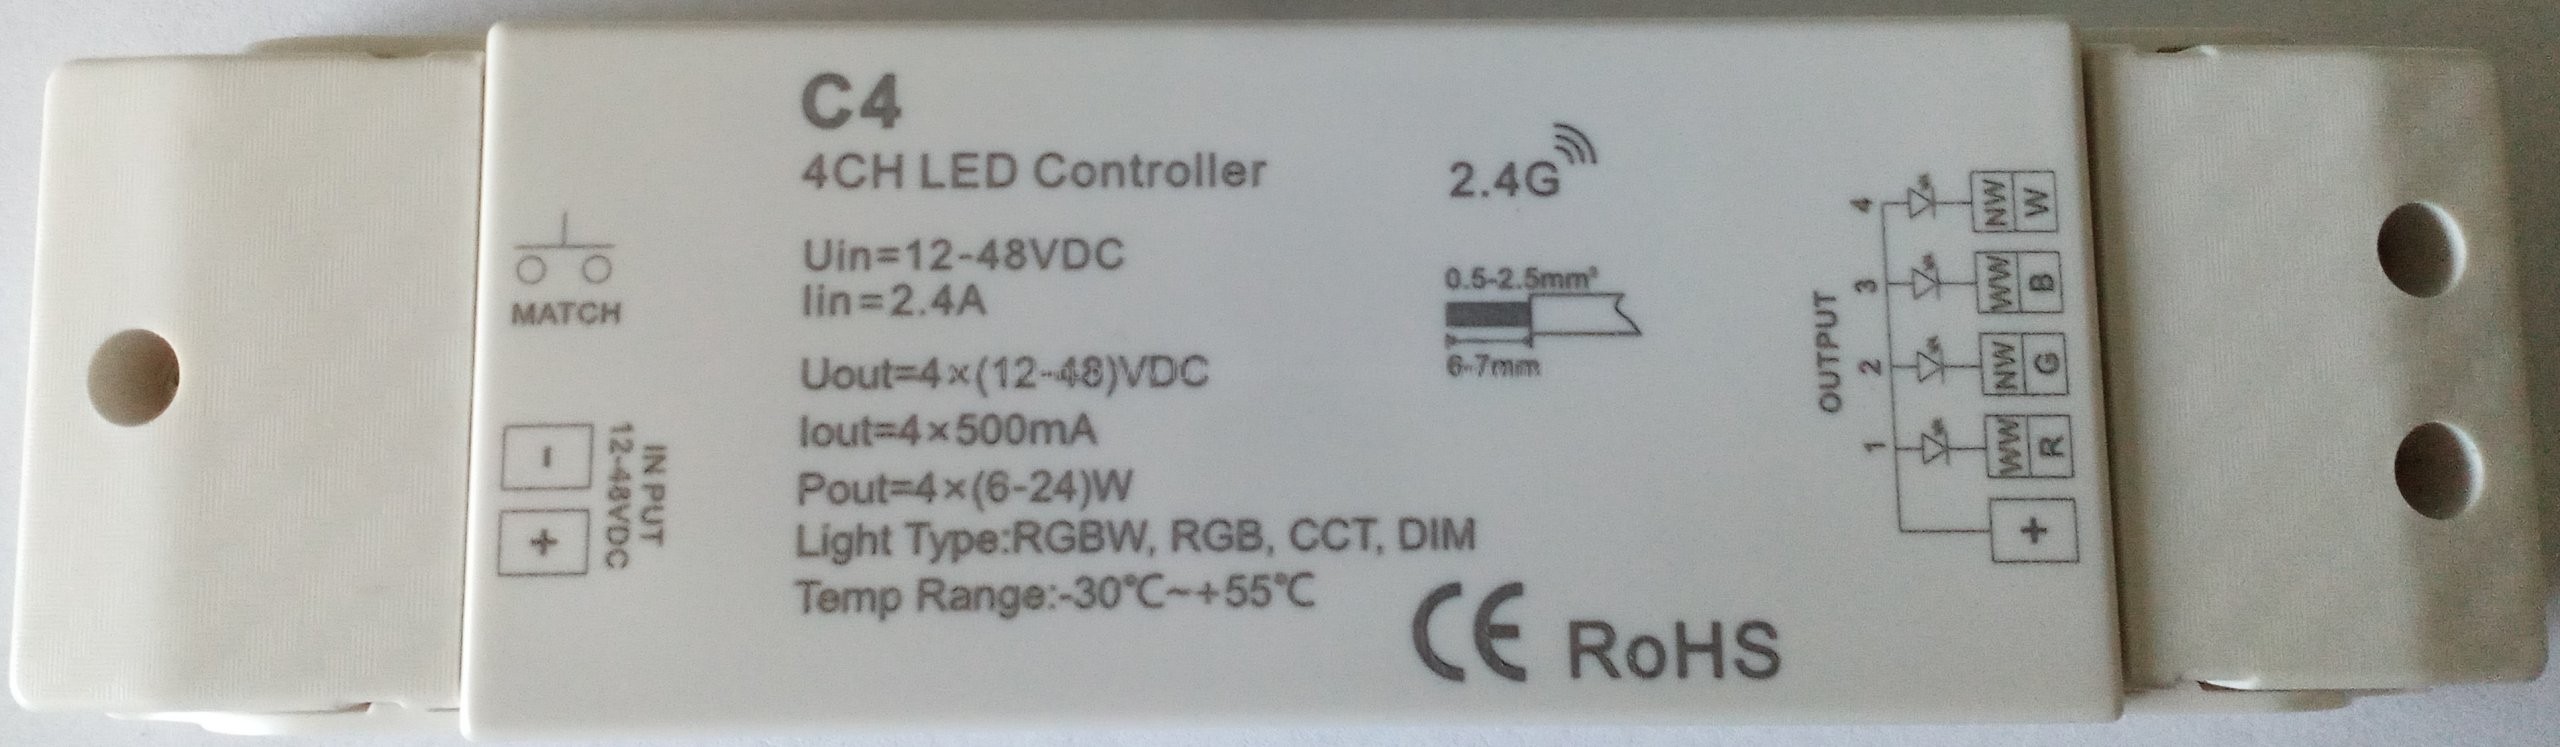 C4
4CH LED Controller
2.4G
Uin=12-48VDC
Iin=2.4A
Uout=4×(12-48)VDC
Iout=4×500mA
Pout=4×(6-24)W
Light Type:RGBW, RGB, CCT, DIM
Temp Range:-30℃~+55℃
MATCH
-
+
INPUT
12-48VDC
0.5-2.5mm²
6-7mm
CE RoHS
OUTPUT
4 NW W
3 WW B
2 NW G
1 WW R
+